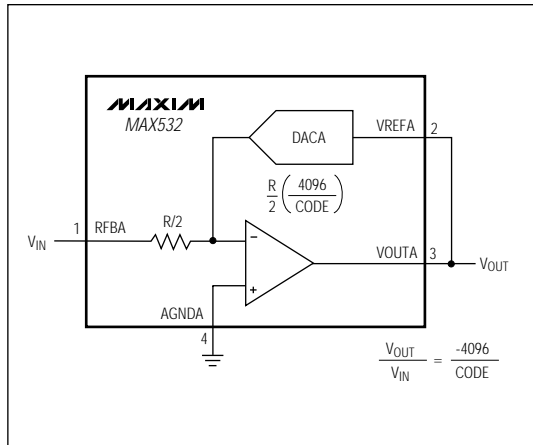 MAXIM
MAX532
DACA
VREFA
2
R/2 (4096/CODE)
1
RFBA
R/2
VIN
−
+
VOUTA
3
VOUT
AGNDA
4
VOUT/VIN = -4096/CODE